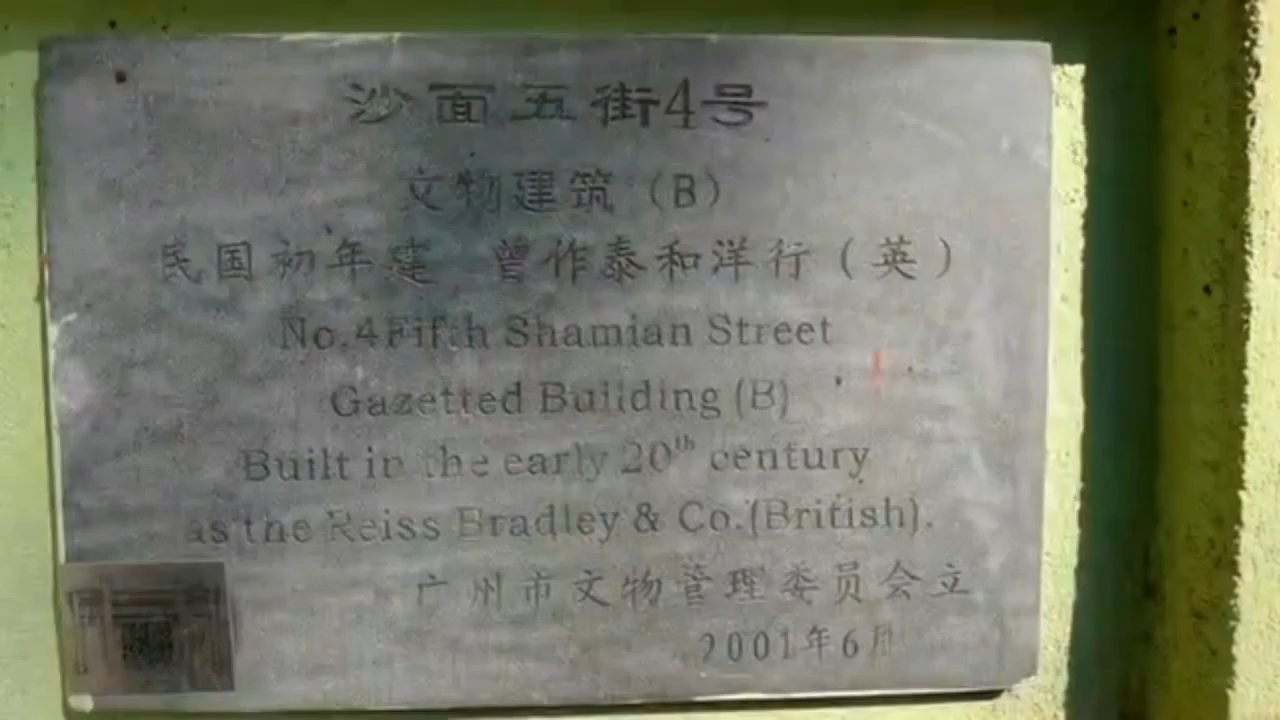 沙面五街4号
文物建筑（B）
民国初年建 曾作泰和洋行（英）
No.4 Fifth Shamian Street
Gazetted Building (B)
Built in the early 20th century
as the Reiss Bradley & Co.(British).
广州市文物管理委员会立
2001年6月